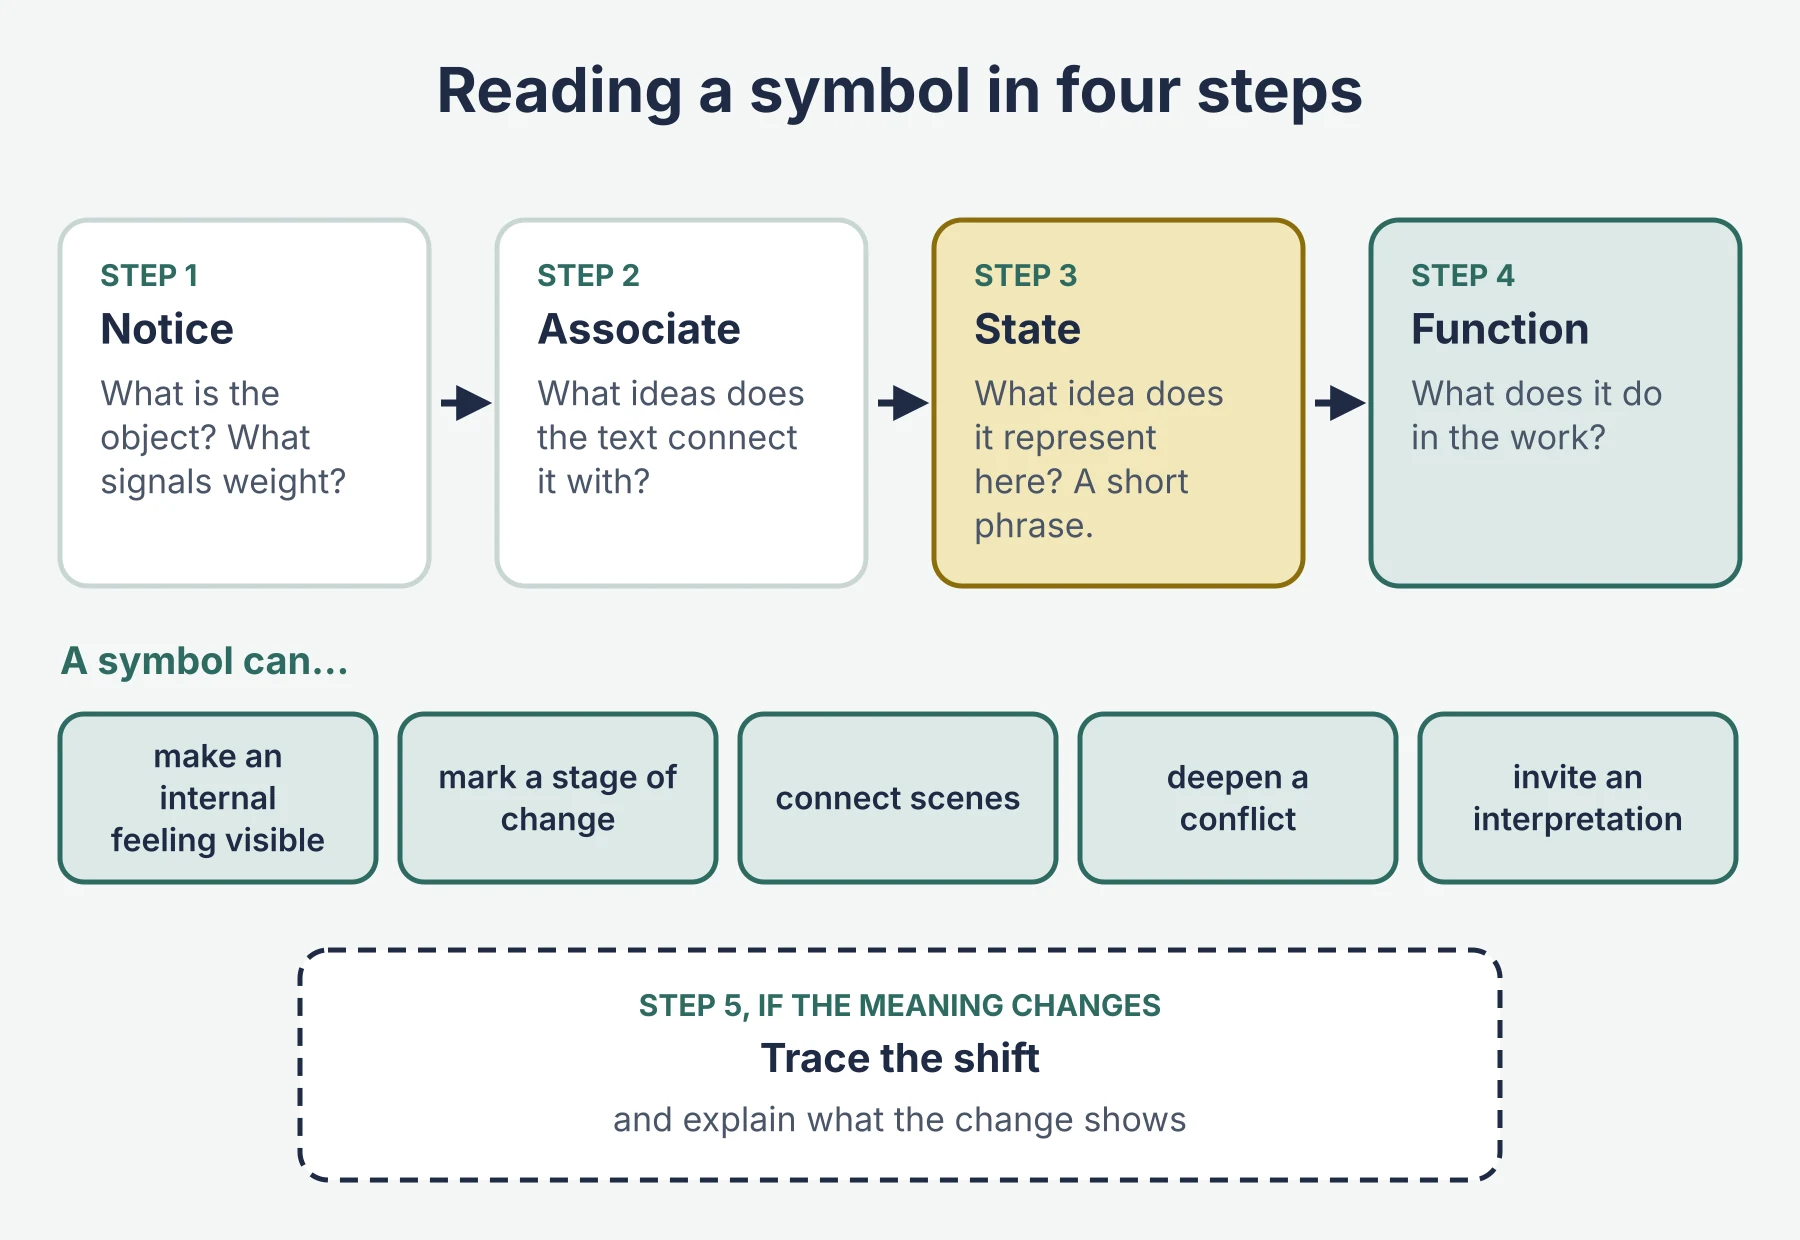 Reading a symbol in four steps
STEP 1
Notice
What is the
object? What
signals weight?
STEP 2
Associate
What ideas does
the text connect
it with?
STEP 3
State
What idea does
it represent
here? A short
phrase.
STEP 4
Function
What does it do
in the work?
A symbol can...
make an
internal
feeling visible
mark a stage of
change
connect scenes
deepen a
conflict
invite an
interpretation
STEP 5, IF THE MEANING CHANGES
Trace the shift
and explain what the change shows